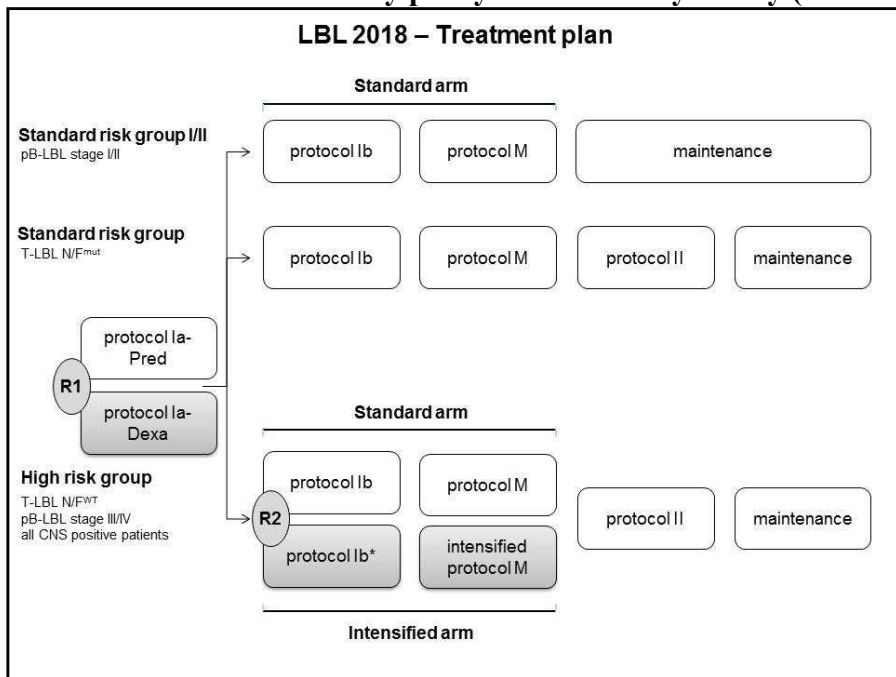 LBL 2018 – Treatment plan
Standard arm
Standard risk group I/II
pB-LBL stage I/II
protocol Ib
protocol M
maintenance
Standard risk group
T-LBL N/Fmut
protocol Ib
protocol M
protocol II
maintenance
R1
protocol Ia-
Pred
protocol Ia-
Dexa
Standard arm
High risk group
T-LBL N/FWT
pB-LBL stage III/IV
all CNS positive patients
R2
protocol Ib
protocol M
protocol Ib*
intensified
protocol M
protocol II
maintenance
Intensified arm